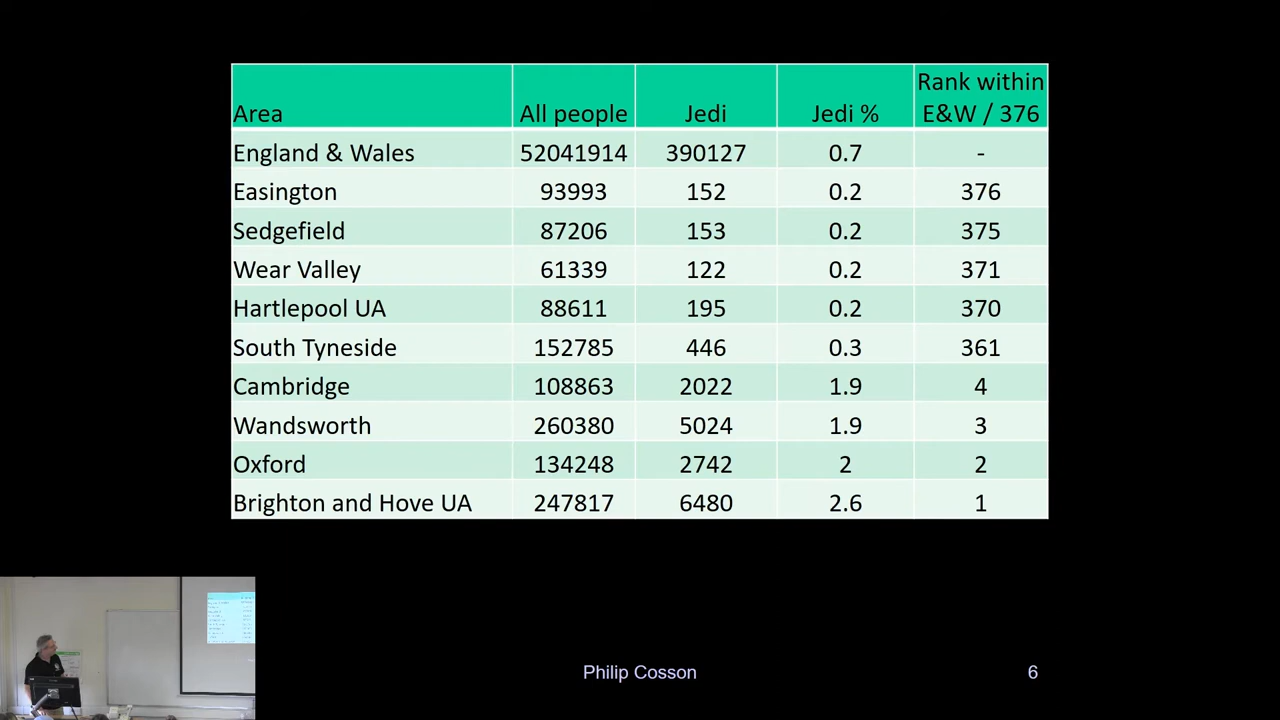 Area All people Jedi Jedi % Rank within E&W / 376
England & Wales 52041914 390127 0.7 -
Easington 93993 152 0.2 376
Sedgefield 87206 153 0.2 375
Wear Valley 61339 122 0.2 371
Hartlepool UA 88611 195 0.2 370
South Tyneside 152785 446 0.3 361
Cambridge 108863 2022 1.9 4
Wandsworth 260380 5024 1.9 3
Oxford 134248 2742 2 2
Brighton and Hove UA 247817 6480 2.6 1
Philip Cosson 6